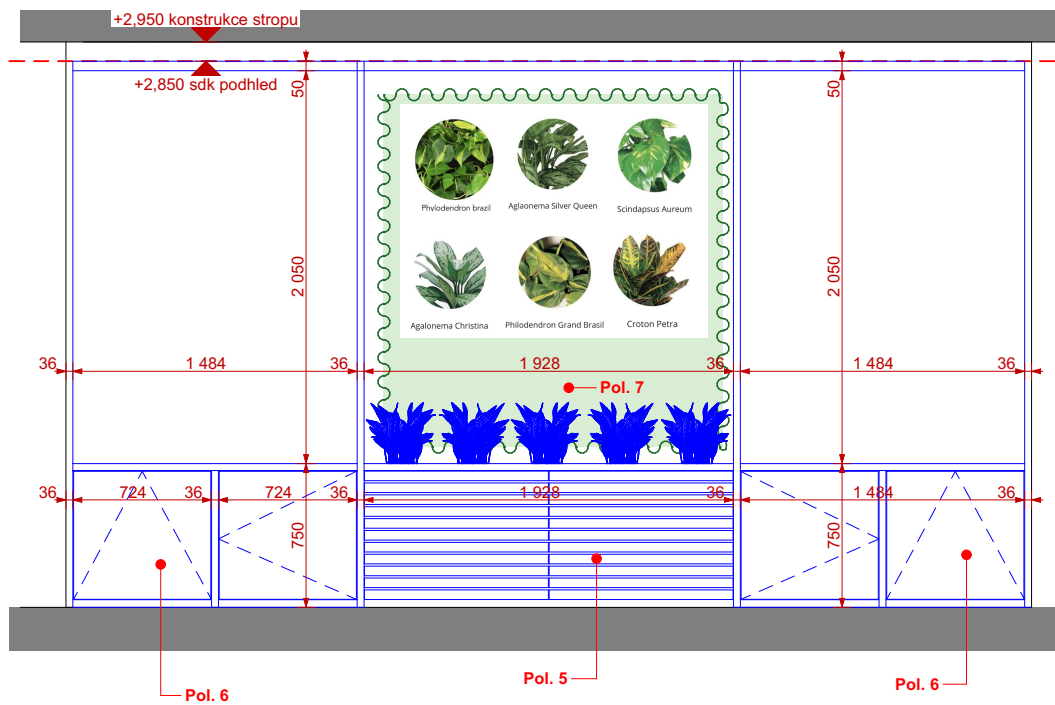 +2,950 konstrukce stropu
+2,850 sdk podhled
50
50
Phylodendron brazil
Aglaonema Silver Queen
Scindapsus Aureum
2 050
2 050
Agalonema Christina
Philodendron Grand Brasil
Croton Petra
36
1 484
36
1 928
36
1 484
36
Pol. 7
36
724
36
724
36
1 928
36
1 484
36
750
750
Pol. 6
Pol. 5
Pol. 6